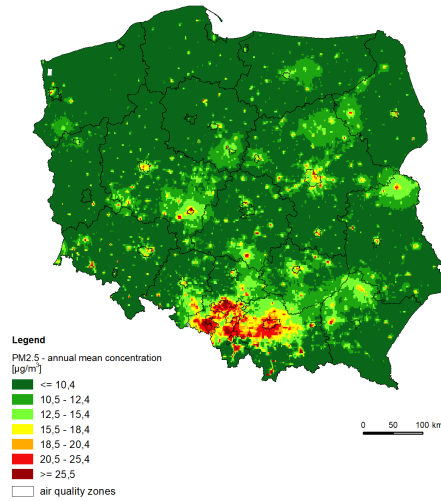 Legend
PM2.5 - annual mean concentration
[µg/m³]
<= 10,4
10,5 - 12,4
12,5 - 15,4
15,5 - 18,4
18,5 - 20,4
20,5 - 25,4
>= 25,5
air quality zones
0 50 100 km